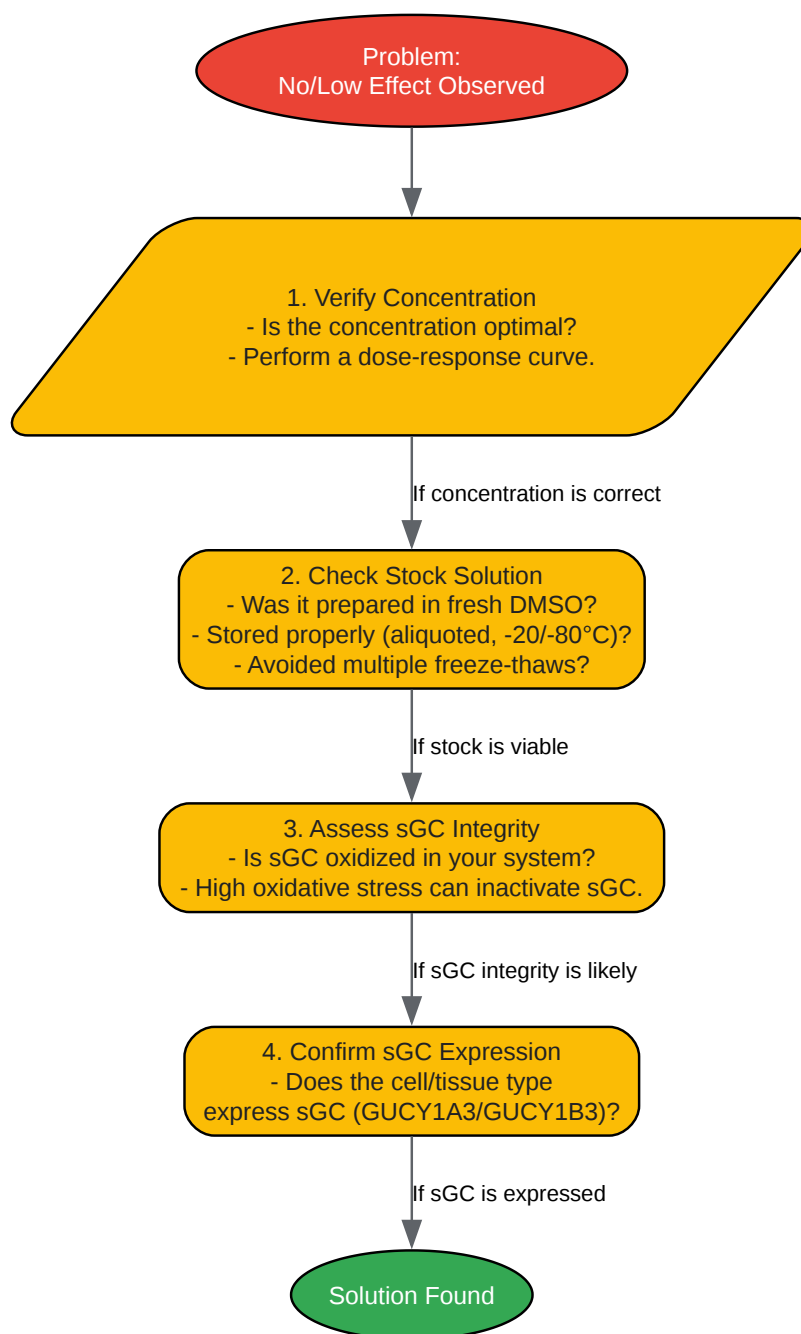 Problem:
No/Low Effect Observed
1. Verify Concentration
- Is the concentration optimal?
- Perform a dose-response curve.
If concentration is correct
2. Check Stock Solution
- Was it prepared in fresh DMSO?
- Stored properly (aliquoted, -20/-80°C)?
- Avoided multiple freeze-thaws?
If stock is viable
3. Assess sGC Integrity
- Is sGC oxidized in your system?
- High oxidative stress can inactivate sGC.
If sGC integrity is likely
4. Confirm sGC Expression
- Does the cell/tissue type
express sGC (GUCY1A3/GUCY1B3)?
If sGC is expressed
Solution Found